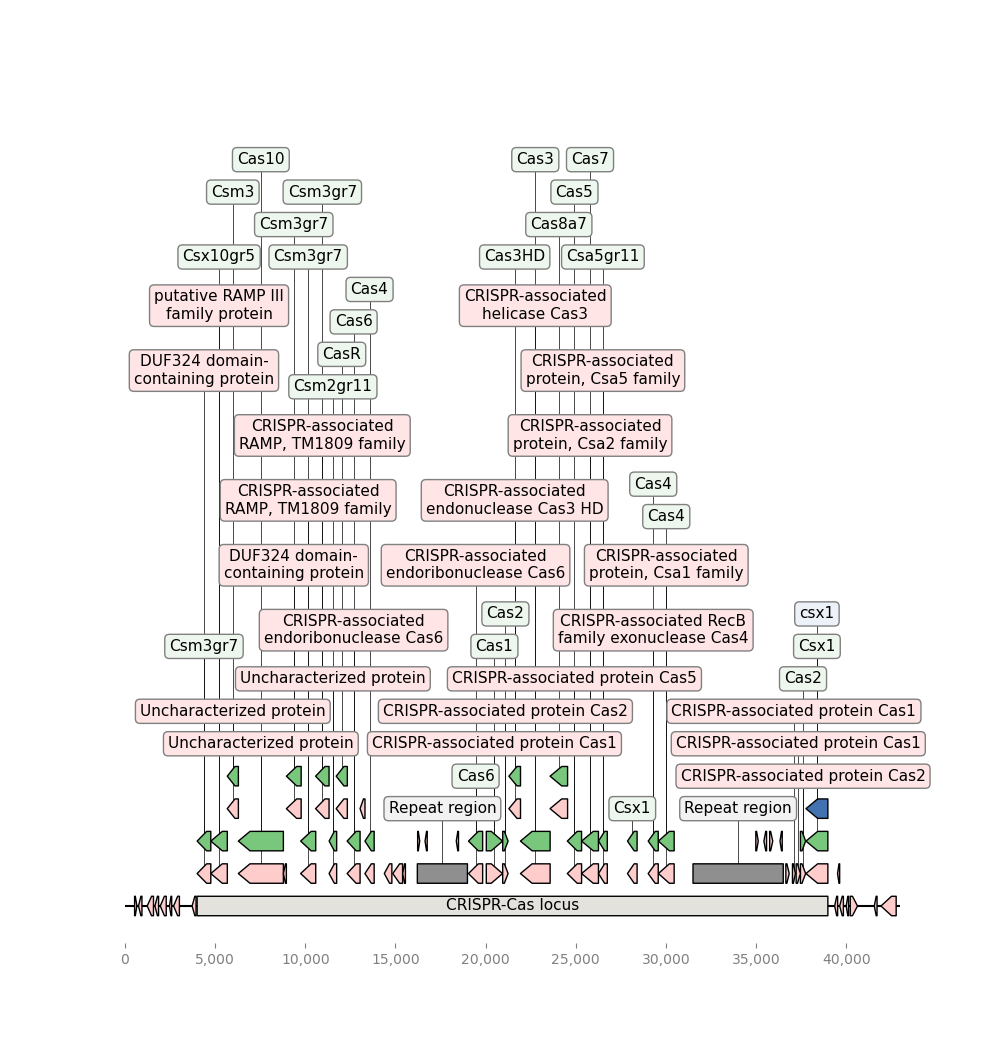 Cas10
Cas3
Cas7
Csm3
Csm3gr7
Cas5
Csm3gr7
Cas8a7
Csx10gr5
Csm3gr7
Cas3HD
Csa5gr11
Cas4
putative RAMP III
family protein
CRISPR-associated
helicase Cas3
Cas6
CasR
DUF324 domain-
containing protein
CRISPR-associated
protein, Csa5 family
Csm2gr11
CRISPR-associated
RAMP, TM1809 family
CRISPR-associated
protein, Csa2 family
Cas4
CRISPR-associated
RAMP, TM1809 family
CRISPR-associated
endonuclease Cas3 HD
Cas4
DUF324 domain-
containing protein
CRISPR-associated
endoribonuclease Cas6
CRISPR-associated
protein, Csa1 family
Cas2
csx1
CRISPR-associated
endoribonuclease Cas6
CRISPR-associated RecB
family exonuclease Cas4
Csm3gr7
Cas1
Csx1
Uncharacterized protein
CRISPR-associated protein Cas5
Cas2
Uncharacterized protein
CRISPR-associated protein Cas2
CRISPR-associated protein Cas1
Uncharacterized protein
CRISPR-associated protein Cas1
CRISPR-associated protein Cas1
Cas6
CRISPR-associated protein Cas2
Repeat region
Csx1
Repeat region
CRISPR-Cas locus
0
5,000
10,000
15,000
20,000
25,000
30,000
35,000
40,000